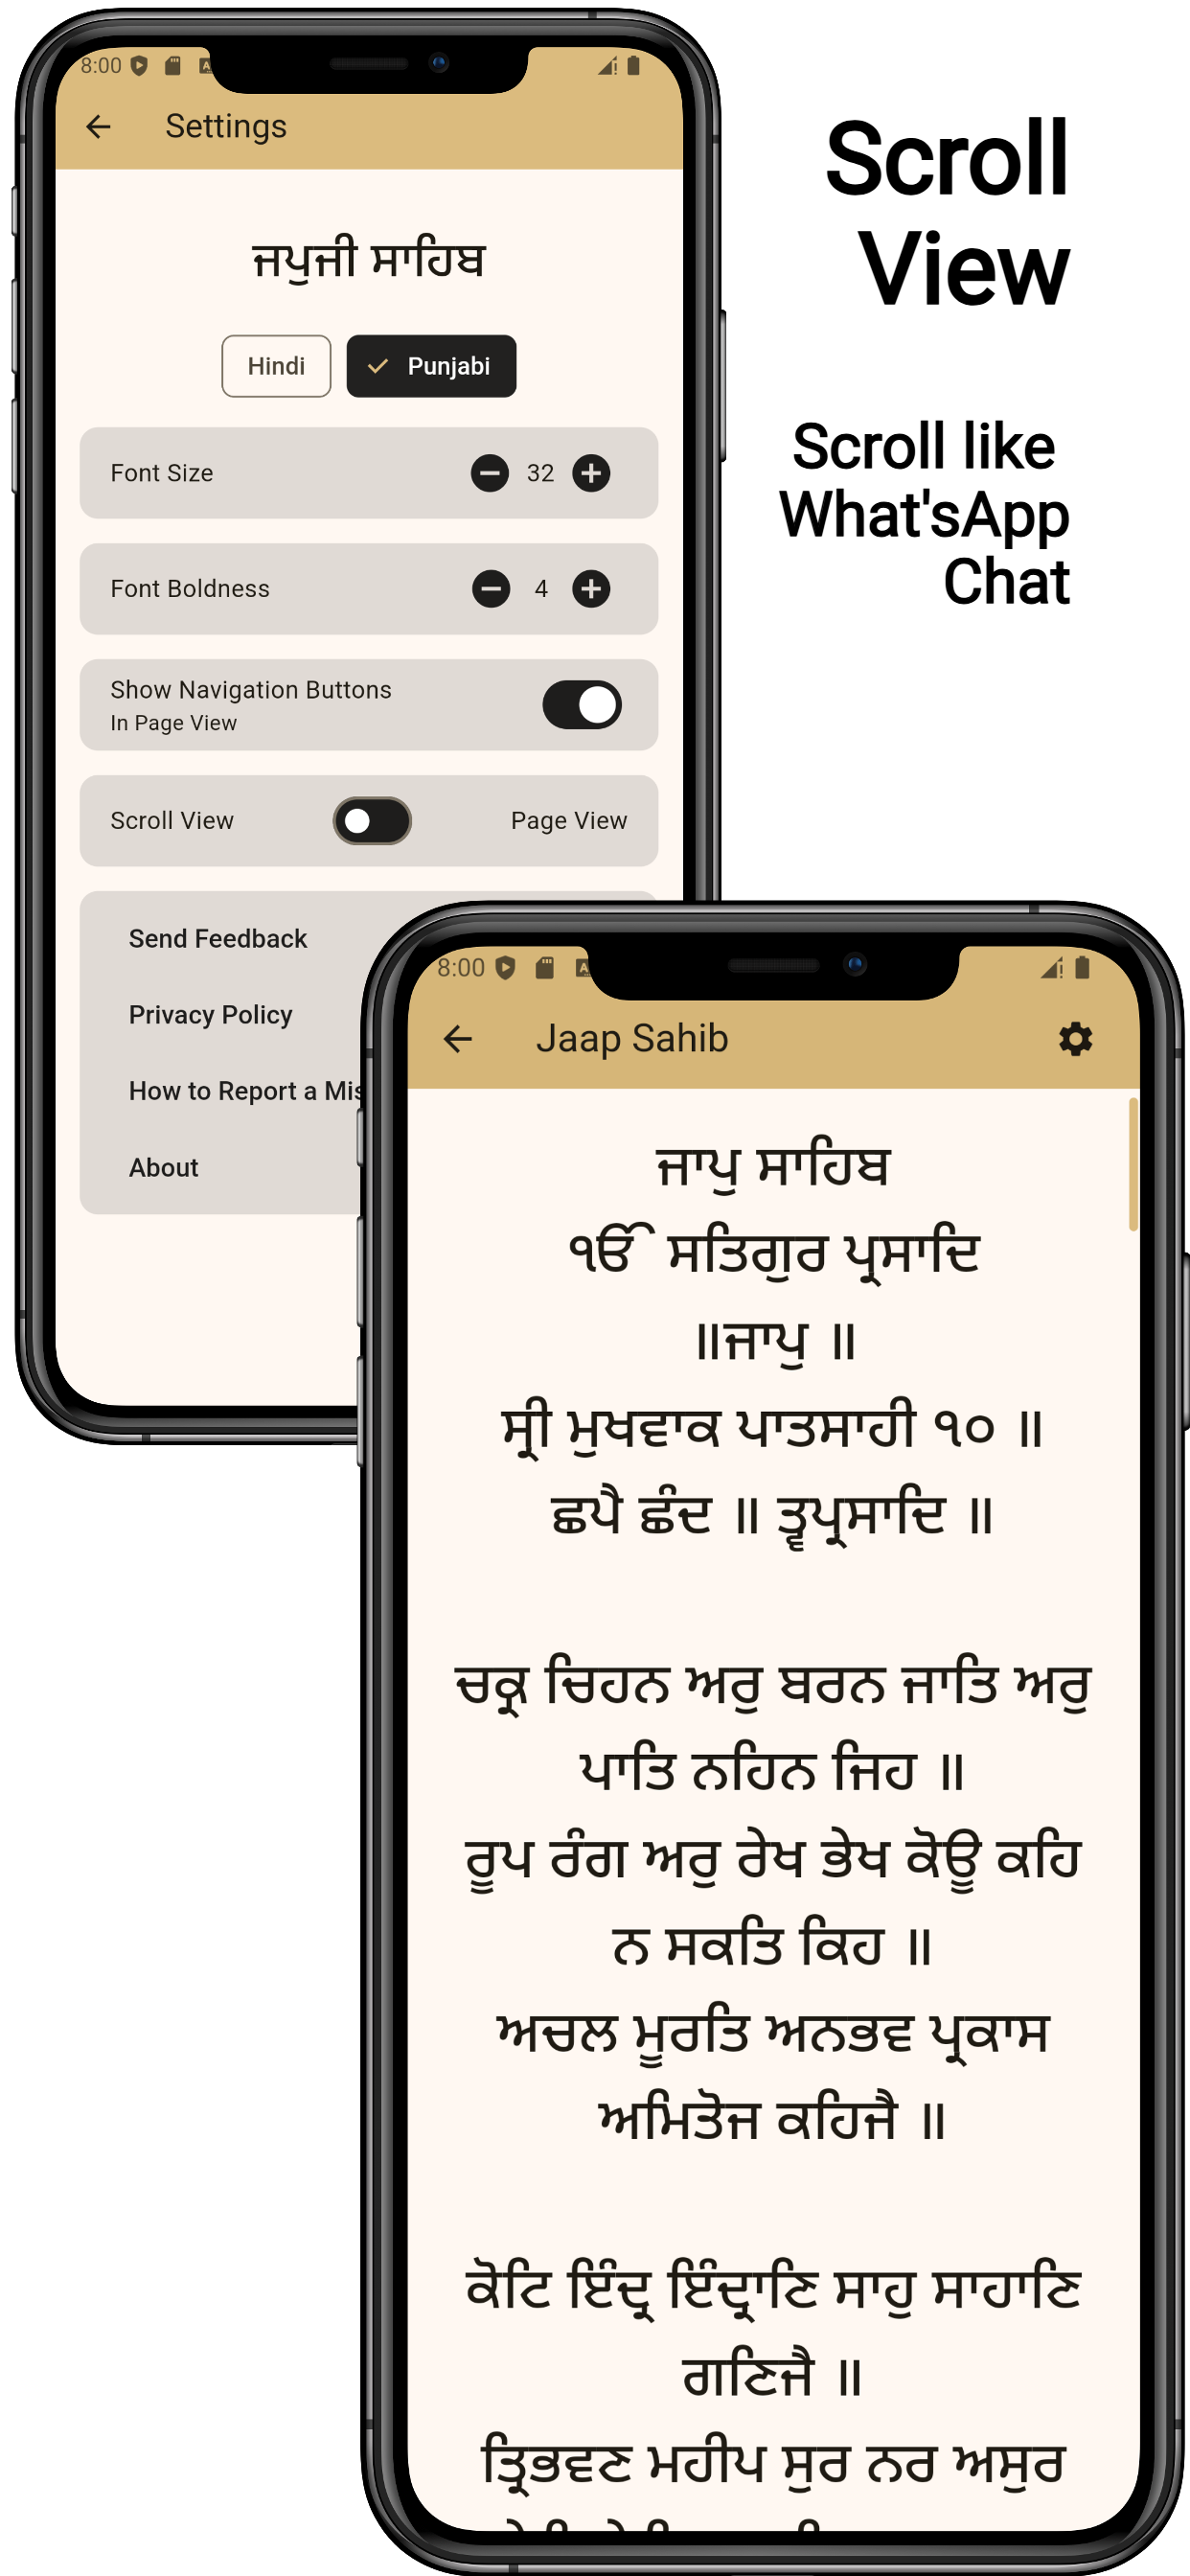 8:00
Settings
ਜਪੁਜੀ ਸਾਹਿਬ
Hindi
Punjabi
Font Size
32
Font Boldness
4
Show Navigation Buttons
In Page View
Scroll View
Page View
Send Feedback
Privacy Policy
How to Report a
About
Scroll
View
Scroll like
What'sApp
Chat
8:00
Jaap Sahib
ਜਾਪੁ ਸਾਹਿਬ
ੴ ਸਤਿਗੁਰ ਪ੍ਰਸਾਦਿ
॥ਜਾਪੁ ॥
ਸ੍ਰੀ ਮੁਖਵਾਕ ਪਾਤਸਾਹੀ ੧੦ ॥
ਛਪੈ ਛੰਦ ॥ ਤ੍ਵਪ੍ਰਸਾਦਿ ॥
ਚਕ੍ਰ ਚਿਹਨ ਅਰੁ ਬਰਨ ਜਾਤਿ ਅਰੁ
ਪਾਤਿ ਨਹਿਨ ਜਿਹ ॥
ਰੂਪ ਰੰਗ ਅਰੁ ਰੇਖ ਭੇਖ ਕੋਊ ਕਹਿ
ਨ ਸਕਤਿ ਕਿਹ ॥
ਅਚਲ ਮੂਰਤਿ ਅਨਭਵ ਪ੍ਰਕਾਸ
ਅਮਿਤੋਜ ਕਹਿਜੈ ॥
ਕੋਟਿ ਇੰਦ੍ਰ ਇੰਦ੍ਰਾਣਿ ਸਾਹੁ ਸਾਹਾਣਿ
ਗਣਿਜੈ ॥
ਤ੍ਰਿਭਵਣ ਮਹੀਪ ਸੁਰ ਨਰ ਅਸੁਰ